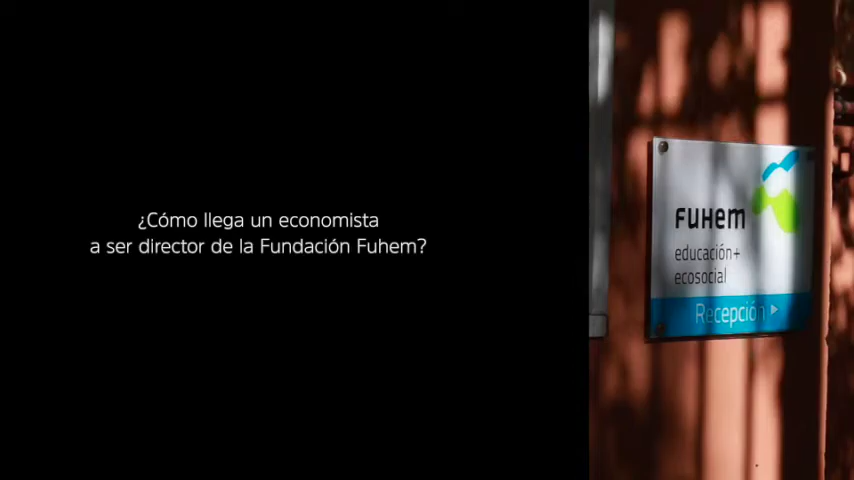 ¿Cómo llega un economista
a ser director de la Fundación Fuhem?
FUHem
educación+
ecosocial
Recepción